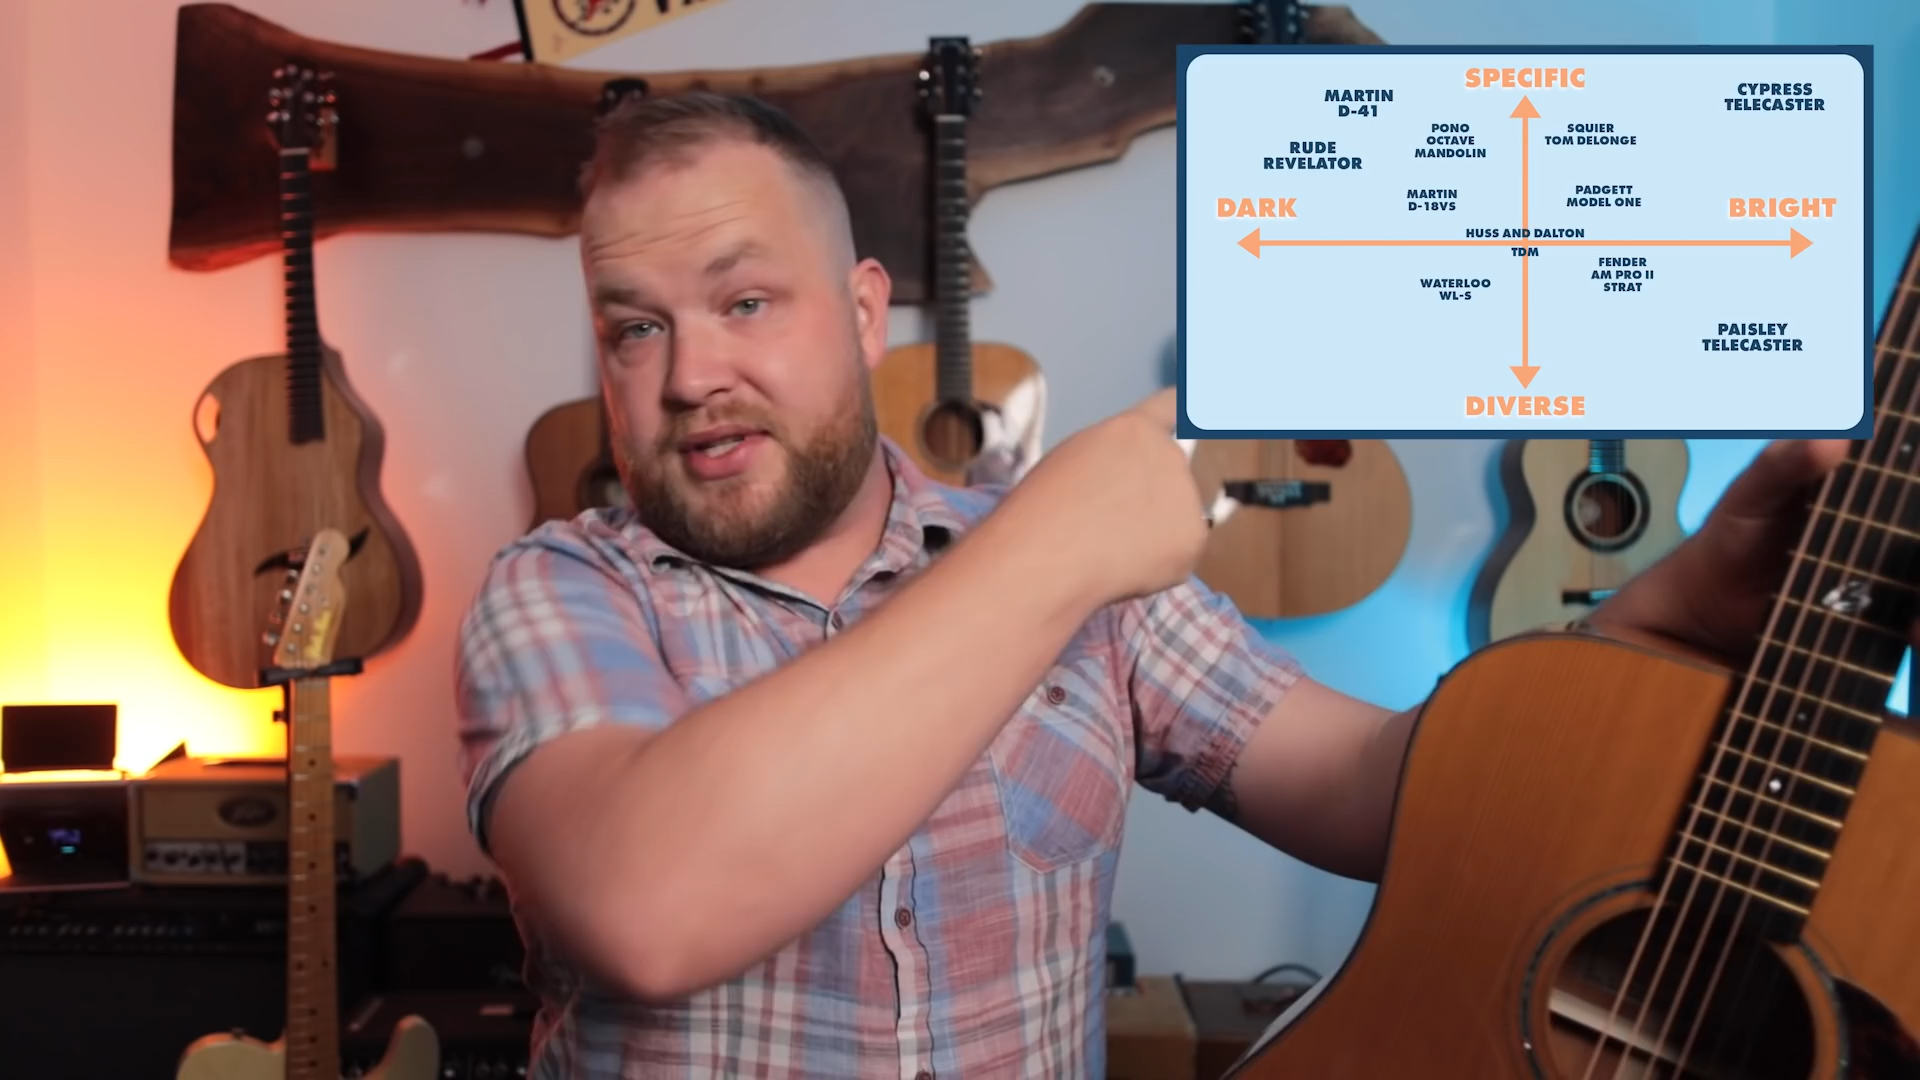 SPECIFIC
MARTIN
D-41
CYPRESS
TELECASTER
PONO
OCTAVE
MANDOLIN
SQUIER
TOM DELONGE
RUDE
REVELATOR
MARTIN
D-18VS
PADGETT
MODEL ONE
DARK
BRIGHT
HUSS AND DALTON
TDM
FENDER
AM PRO II
STRAT
WATERLOO
WL-S
PAISLEY
TELECASTER
DIVERSE